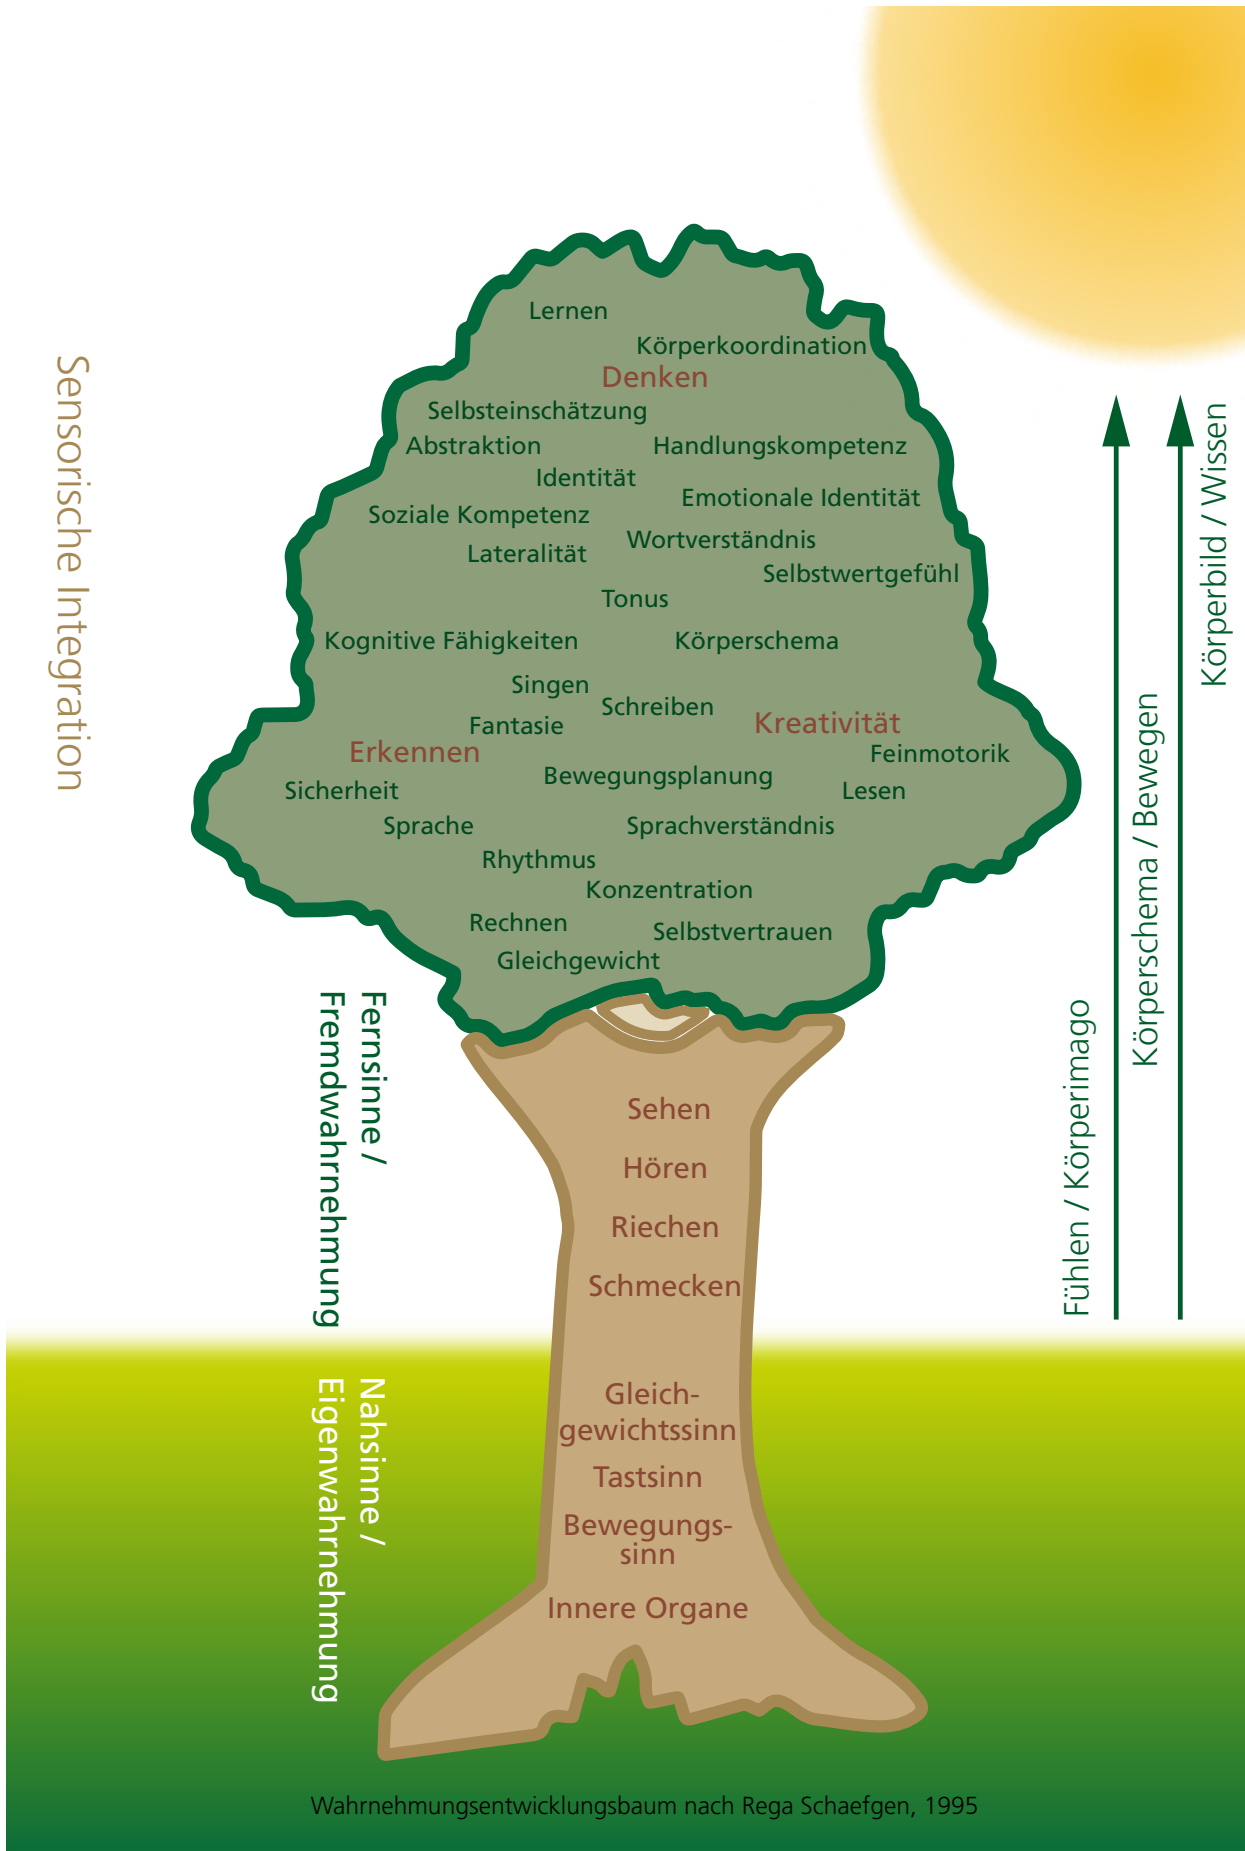 Sensorische Integration
Lernen
Körperkoordination
Denken
Selbsteinschätzung
Abstraktion
Handlungskompetenz
Identität
Emotionale Identität
Soziale Kompetenz
Wortverständnis
Lateralität
Selbstwertgefühl
Tonus
Kognitive Fähigkeiten
Körperschema
Singen
Schreiben
Fantasie
Kreativität
Erkennen
Feinmotorik
Bewegungsplanung
Sicherheit
Lesen
Sprache
Sprachverständnis
Rhythmus
Konzentration
Rechnen
Selbstvertrauen
Gleichgewicht
Körperbild / Wissen
Körperschema / Bewegen
Fühlen / Körperimago
Fernsinne /
Fremdwahrnehmung
Sehen
Hören
Riechen
Schmecken
Nahsinne /
Eigenwahrnehmung
Gleich-
gewichtssinn
Tastsinn
Bewegungs-
sinn
Innere Organe
Wahrnehmungsentwicklungsbaum nach Rega Schaefgen, 1995